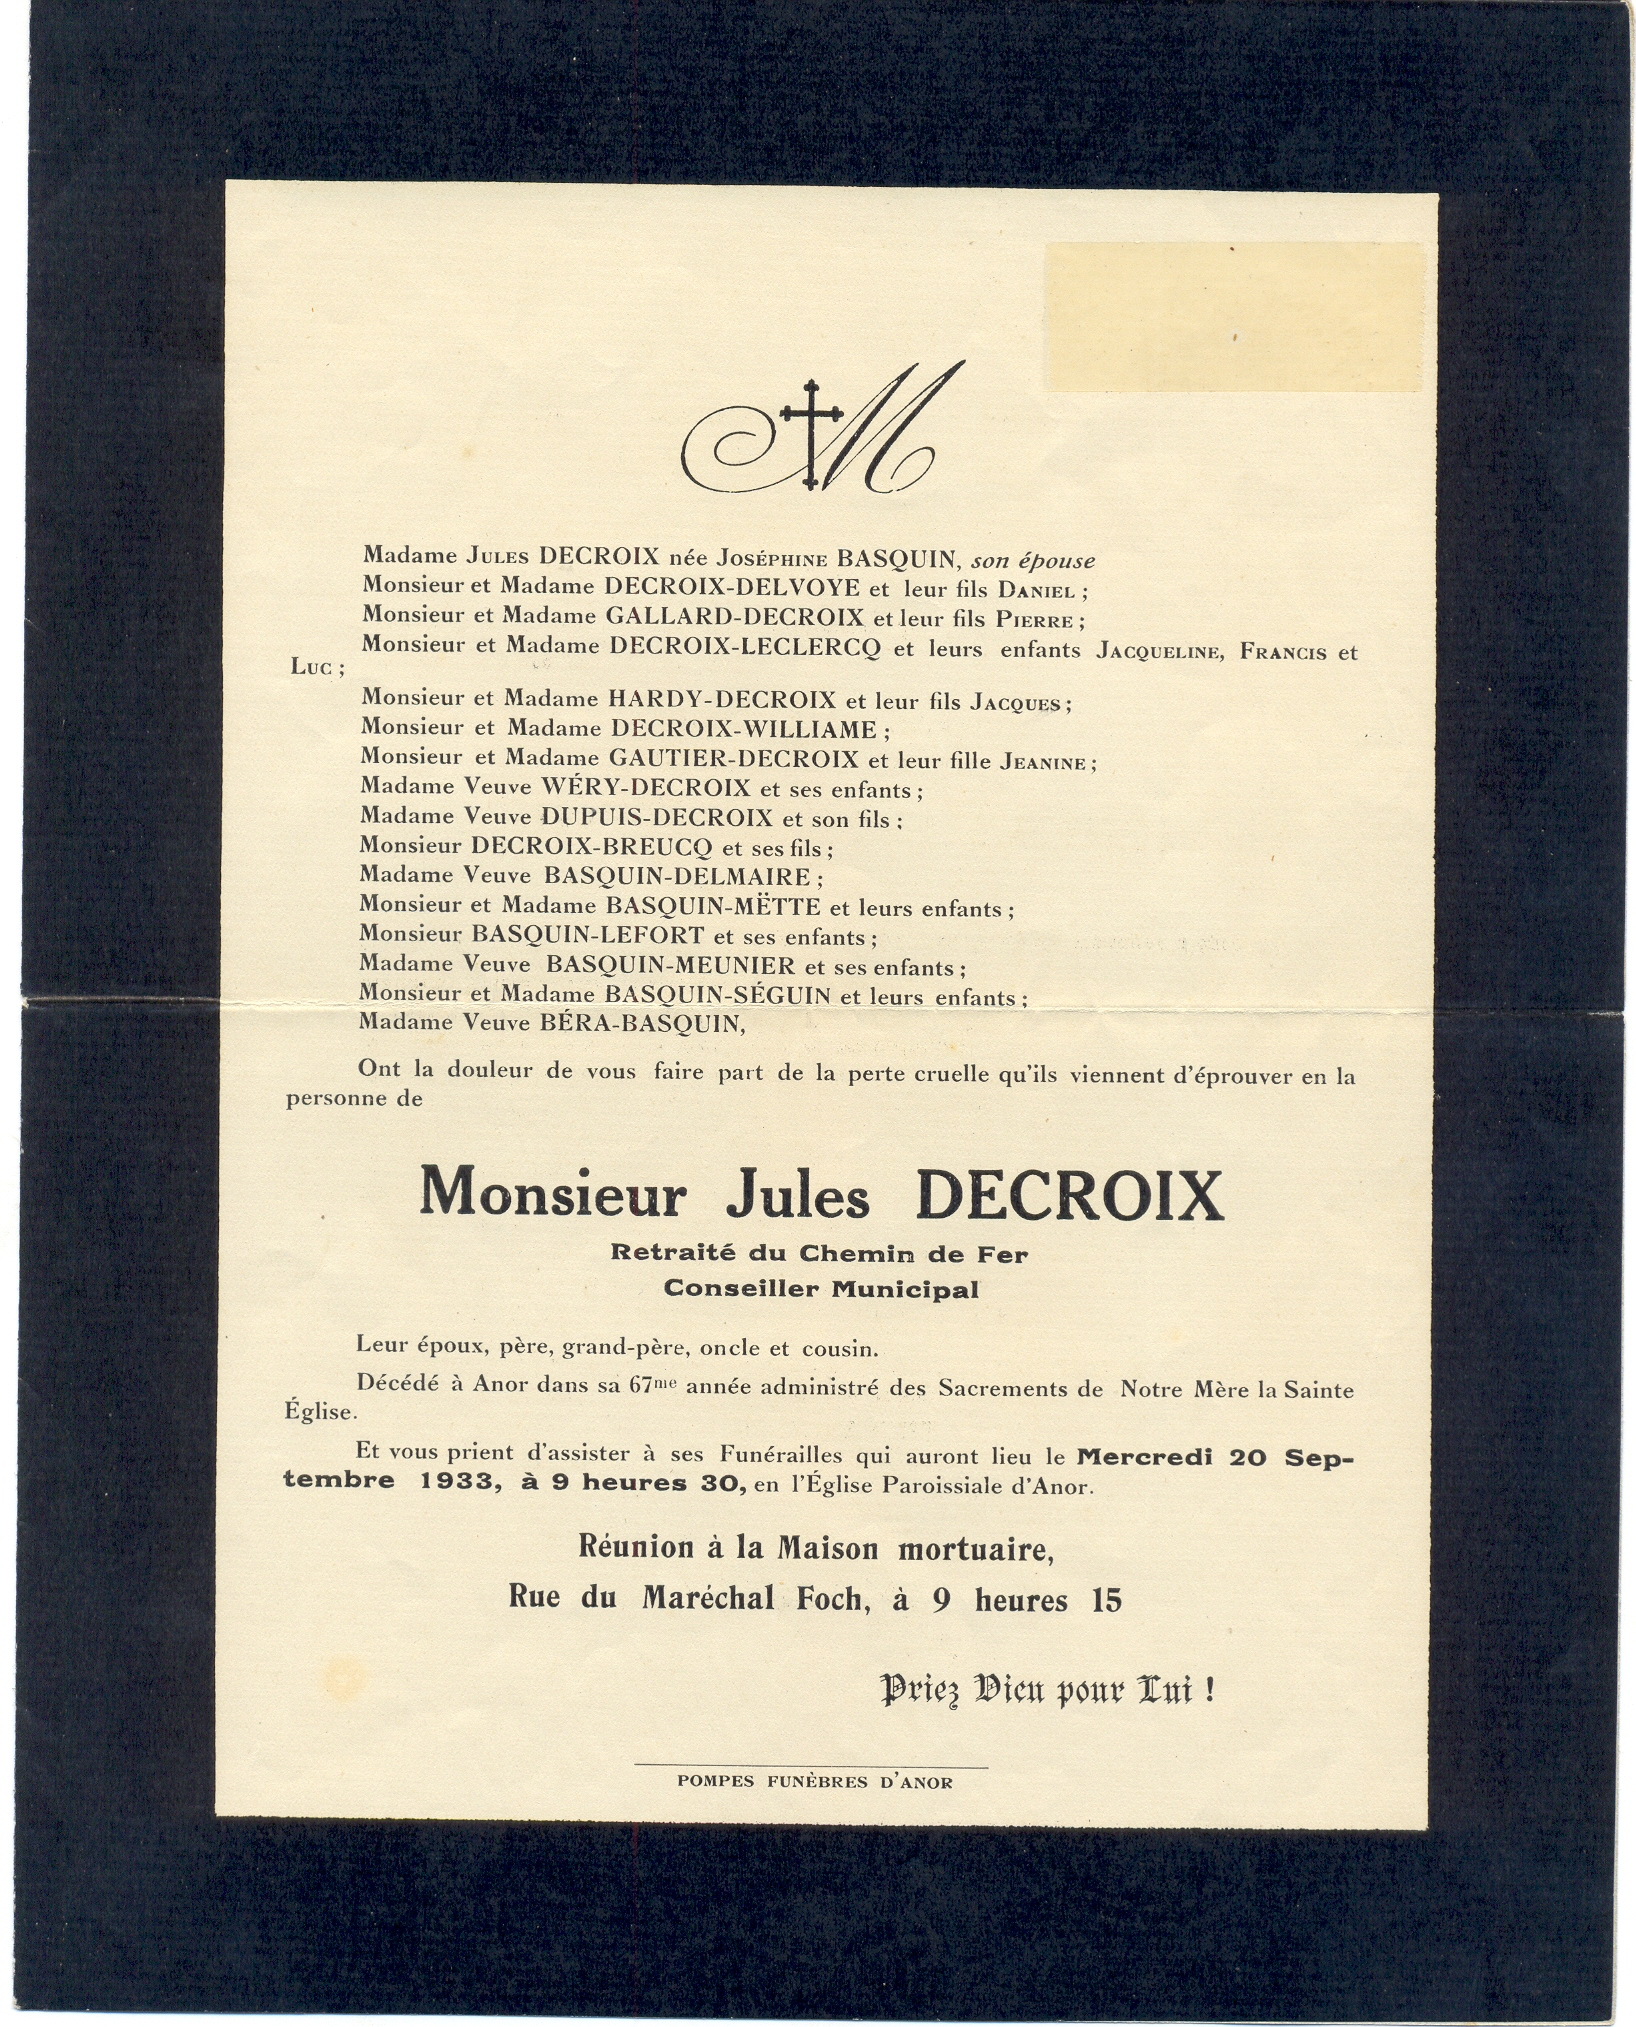 M
Madame Jules DECROIX née Joséphine BASQUIN, son épouse
Monsieur et Madame DECROIX-DELVOYE et leur fils Daniel ;
Monsieur et Madame GALLARD-DECROIX et leur fils Pierre ;
Monsieur et Madame DECROIX-LECLERCQ et leurs enfants Jacqueline, Francis et
Luc ;
Monsieur et Madame HARDY-DECROIX et leur fils Jacques ;
Monsieur et Madame DECROIX-WILLIAME ;
Monsieur et Madame GAUTIER-DECROIX et leur fille Jeanine ;
Madame Veuve WÉRY-DECROIX et ses enfants ;
Madame Veuve DUPUIS-DECROIX et son fils ;
Monsieur DECROIX-BREUCQ et ses fils ;
Madame Veuve BASQUIN-DELMAIRE ;
Monsieur et Madame BASQUIN-MËTTE et leurs enfants ;
Monsieur BASQUIN-LEFORT et ses enfants ;
Madame Veuve BASQUIN-MEUNIER et ses enfants ;
Monsieur et Madame BASQUIN-SÉGUIN et leurs enfants ;
Madame Veuve BÉRA-BASQUIN,
Ont la douleur de vous faire part de la perte cruelle qu'ils viennent d'éprouver en la
personne de
Monsieur Jules DECROIX
Retraité du Chemin de Fer
Conseiller Municipal
Leur époux, père, grand-père, oncle et cousin.
Décédé à Anor dans sa 67me année administré des Sacrements de Notre Mère la Sainte
Église.
Et vous prient d'assister à ses Funérailles qui auront lieu le Mercredi 20 Sep-
tembre 1933, à 9 heures 30, en l'Église Paroissiale d'Anor.
Réunion à la Maison mortuaire,
Rue du Maréchal Foch, à 9 heures 15
Priez Dieu pour Lui !
POMPES FUNÈBRES D'ANOR